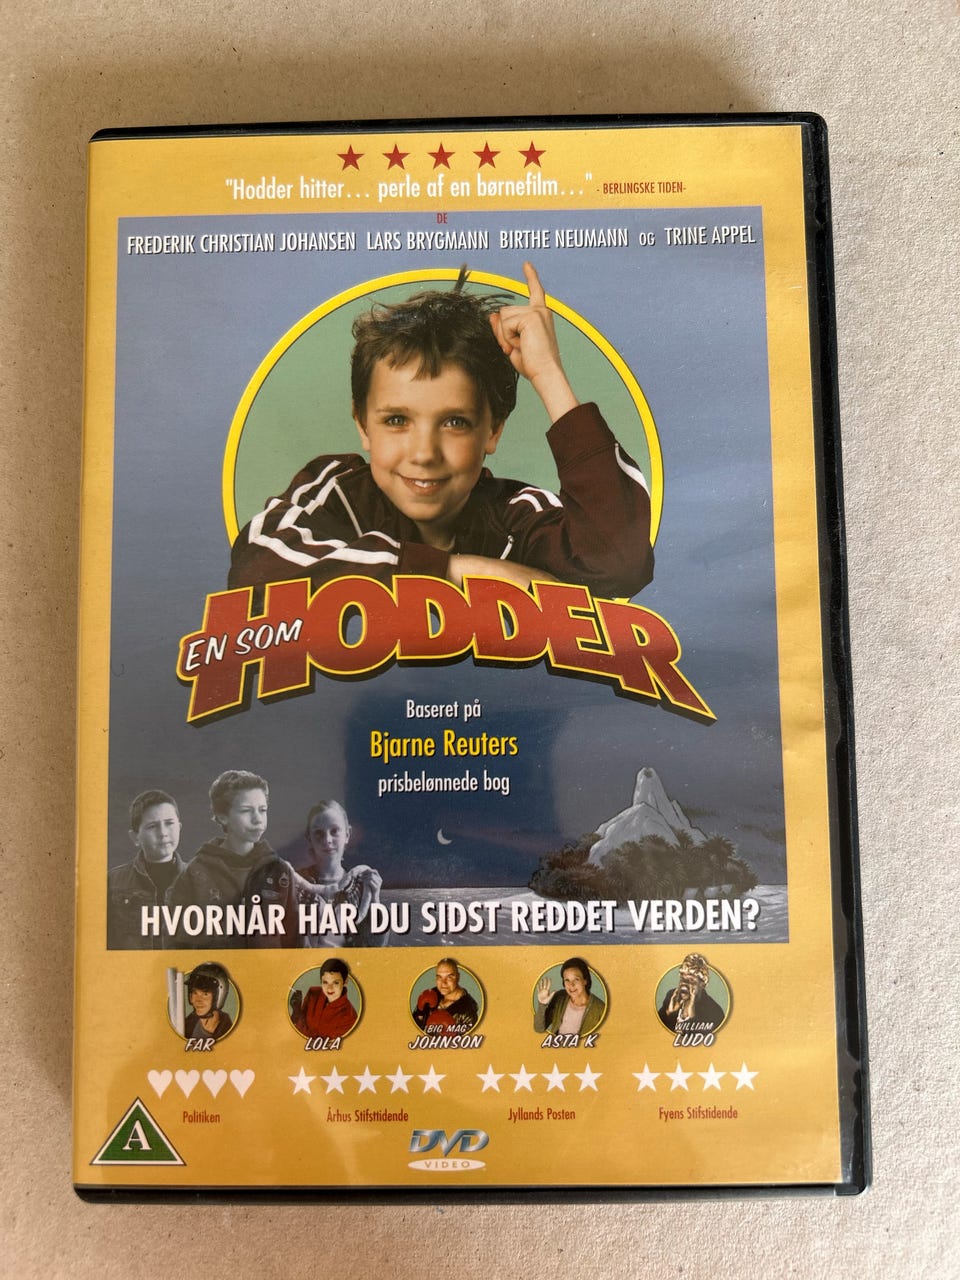 "Hodder hitter... perle af en børnefilm..." - BERLINGSKE TIDEN-
DE
FREDERIK CHRISTIAN JOHANSEN LARS BRYGMANN BIRTHE NEUMANN OG TRINE APPEL
EN SOM HODDER
Baseret på
Bjarne Reuters
prisbelønnede bog
HVORNÅR HAR DU SIDST REDDET VERDEN?
FAR
LOLA
"BIG MAC"
JOHNSON
ASTA K
WILLIAM
LUDO
Politiken
Århus Stifsttidende
Jyllands Posten
Fyens Stifstidende
A
DVD
VIDEO